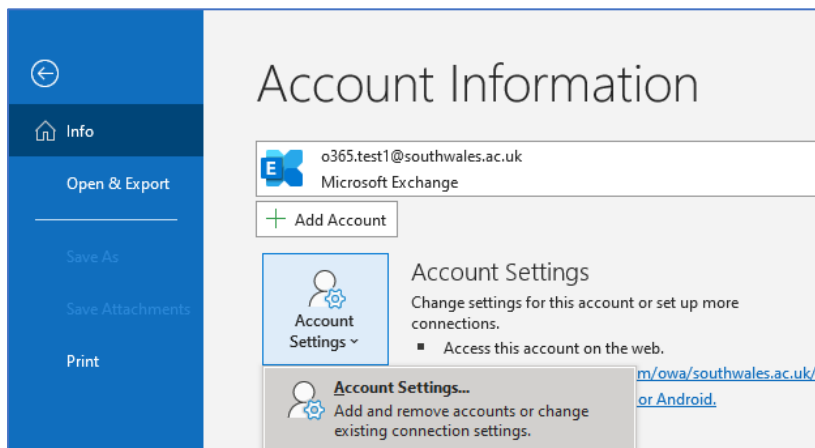 Info
Open & Export
Save As
Save Attachments
Print
Account Information
E
o365.test1@southwales.ac.uk
Microsoft Exchange
Add Account
Account
Settings
Account Settings
Change settings for this account or set up more
connections.
▪ Access this account on the web.
m/owa/southwales.ac.uk/
or Android.
Account Settings...
Add and remove accounts or change
existing connection settings.